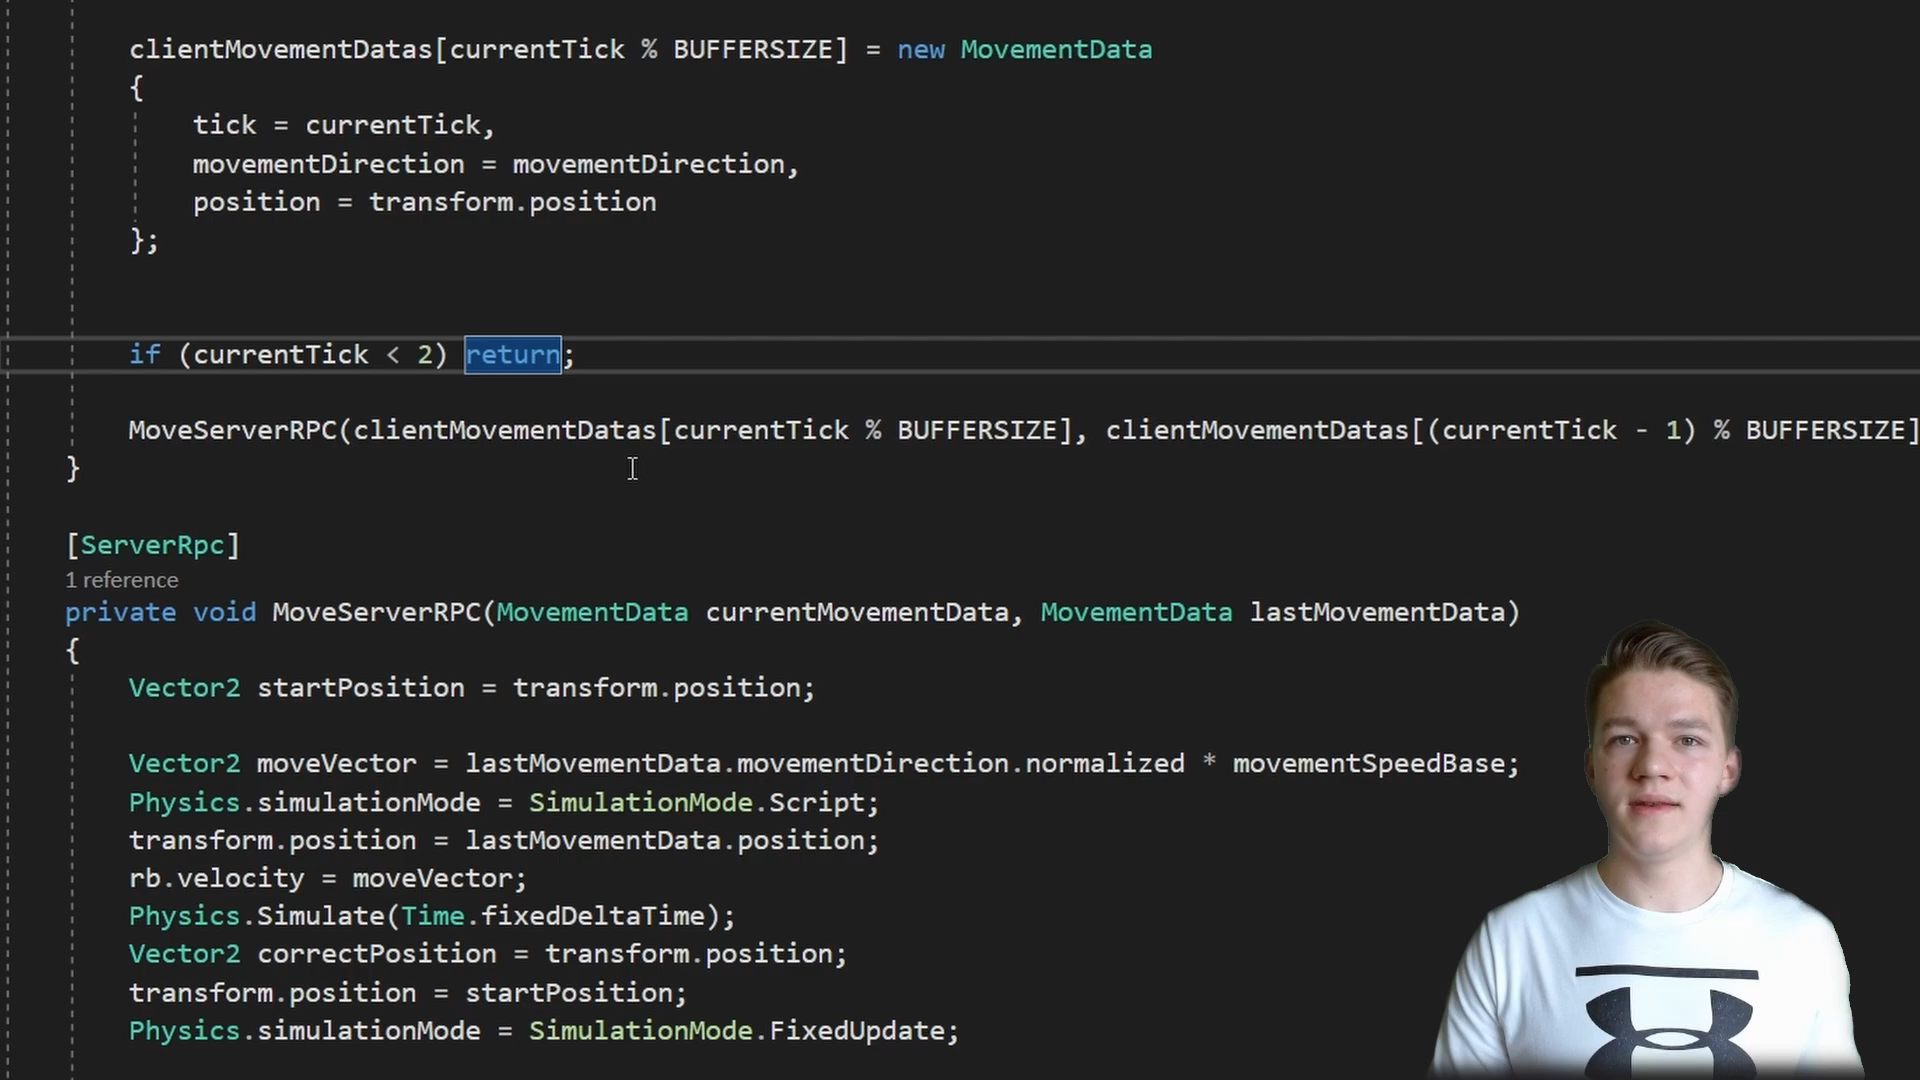 clientMovementDatas[currentTick % BUFFERSIZE] = new MovementData
{
tick = currentTick,
movementDirection = movementDirection,
position = transform.position
};
if (currentTick < 2) return;
MoveServerRPC(clientMovementDatas[currentTick % BUFFERSIZE], clientMovementDatas[(currentTick - 1) % BUFFERSIZE]
}
[ServerRpc]
1 reference
private void MoveServerRPC(MovementData currentMovementData, MovementData lastMovementData)
{
Vector2 startPosition = transform.position;
Vector2 moveVector = lastMovementData.movementDirection.normalized * movementSpeedBase;
Physics.simulationMode = SimulationMode.Script;
transform.position = lastMovementData.position;
rb.velocity = moveVector;
Physics.Simulate(Time.fixedDeltaTime);
Vector2 correctPosition = transform.position;
transform.position = startPosition;
Physics.simulationMode = SimulationMode.FixedUpdate;